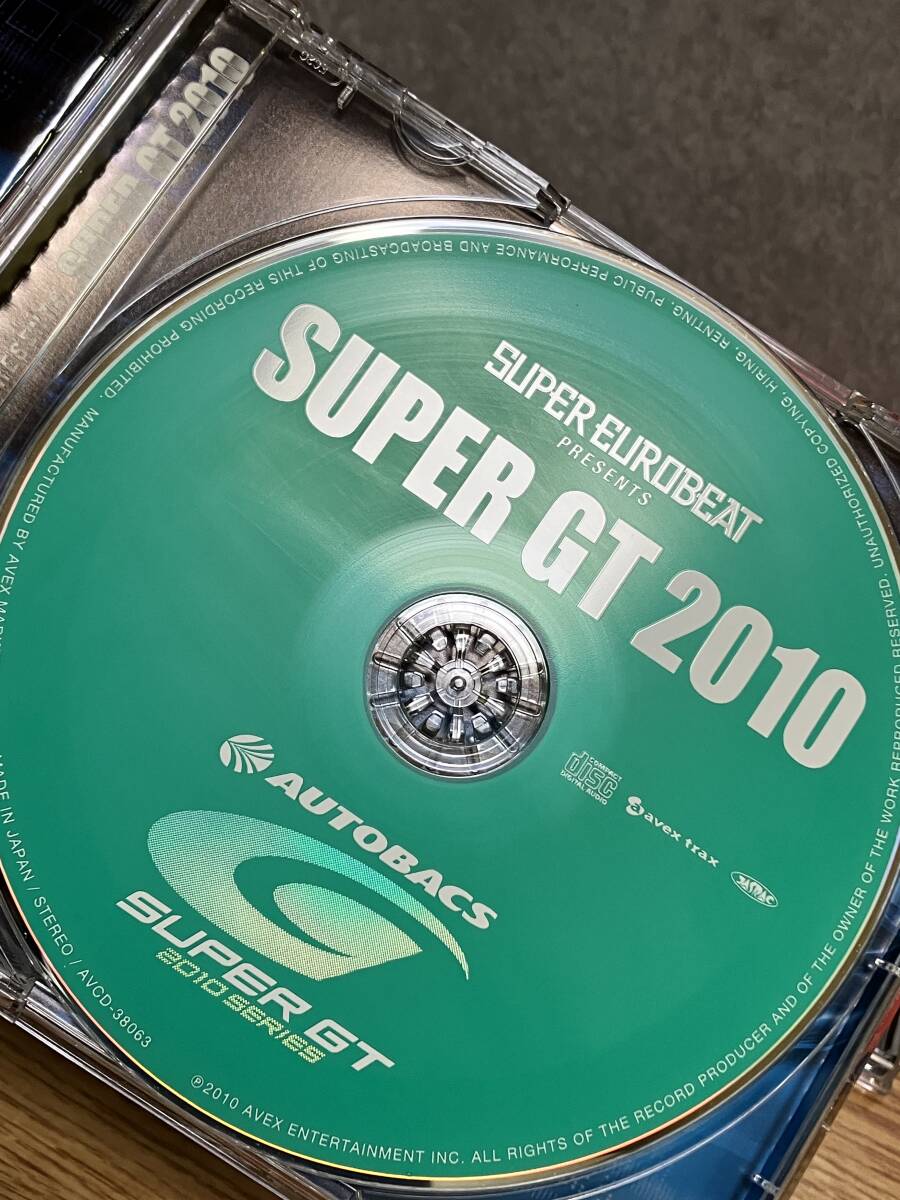 SUPER GT 2010
SUPER EUROBEAT
PRESENTS
SUPER GT 2010
COMPACT
disc
DIGITAL AUDIO
avex trax
JASRAC
AUTOBACS
SUPER GT
2010 SERIES
MADE IN JAPAN / STEREO / AVCD-38063
℗2010 AVEX ENTERTAINMENT INC. ALL RIGHTS OF THE RECORD PRODUCER AND OF THE OWNER OF THE WORK REPRODUCED RESERVED. UNAUTHORIZED COPYING, HIRING, RENTING, PUBLIC PERFORMANCE AND BROADCASTING OF THIS RECORDING PROHIBITED. MANUFACTURED BY AVEX